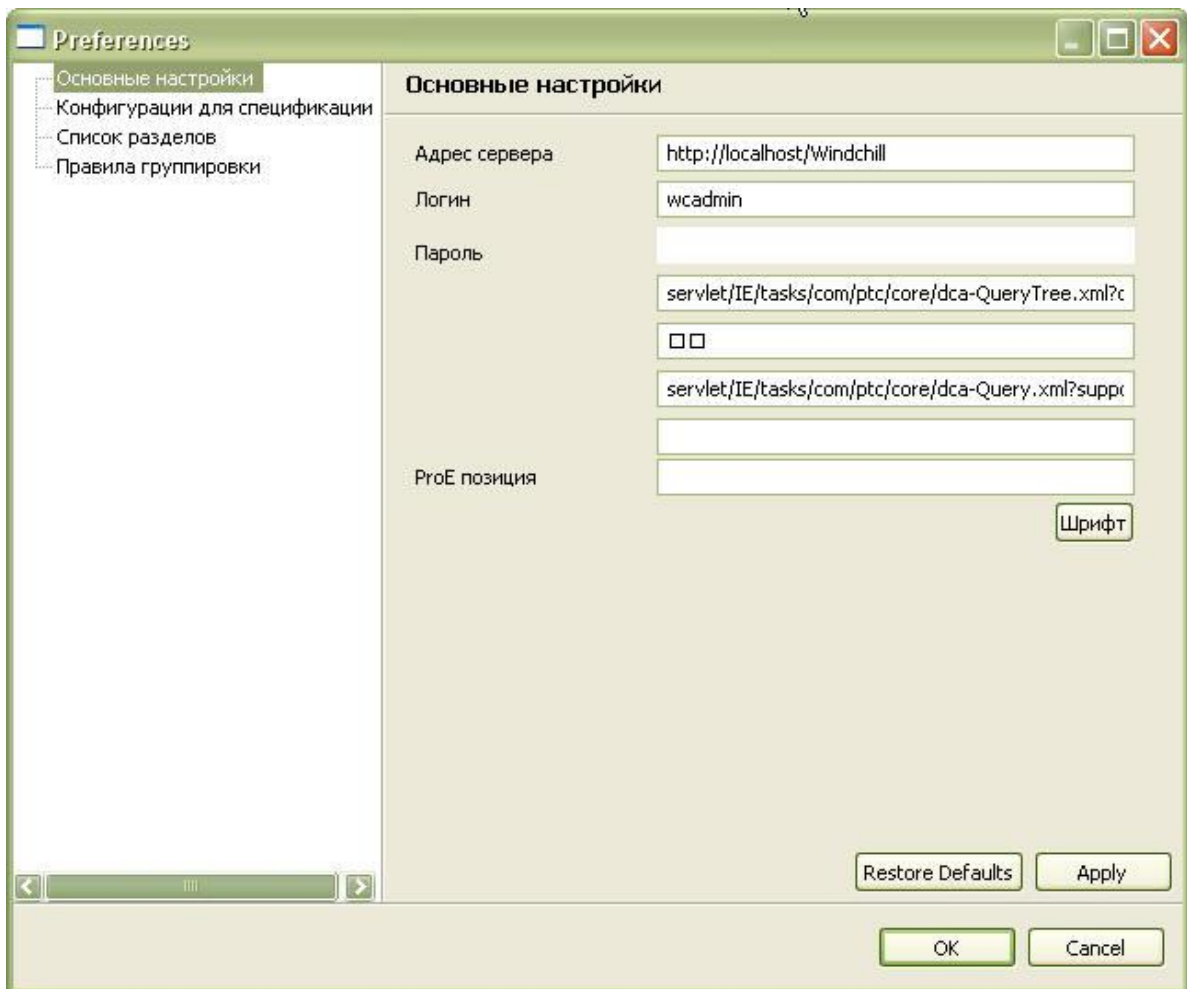 Preferences
Основные настройки
Конфигурации для спецификации
Список разделов
Правила группировки
Основные настройки
Адрес сервера http://localhost/Windchill
Логин wcadmin
Пароль
servlet/IE/tasks/com/ptc/core/dca-QueryTree.xml?c
□□
servlet/IE/tasks/com/ptc/core/dca-Query.xml?suppo
ProE позиция
Шрифт
Restore Defaults Apply
OK Cancel